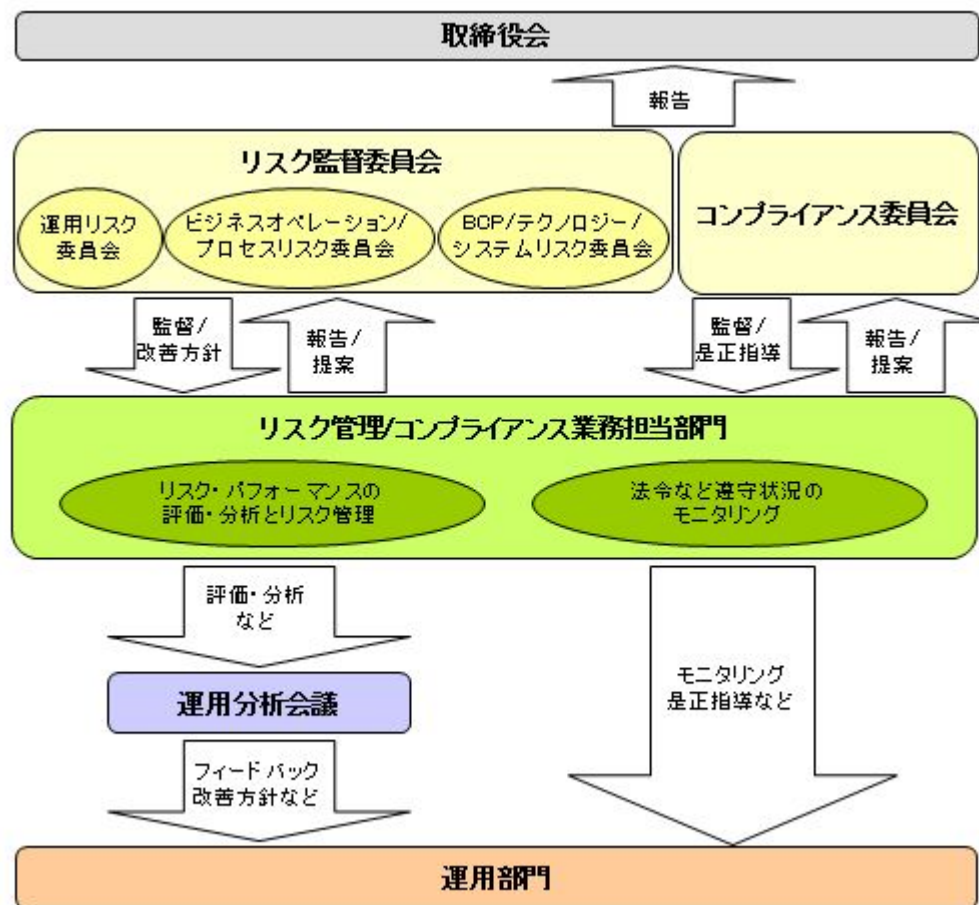 取締役会
報告
リスク監督委員会
運用リスク
委員会
ビジネスオペレーション/
プロセスリスク委員会
BCP/テクノロジー/
システムリスク委員会
コンプライアンス委員会
監督/
改善方針
報告/
提案
監督/
是正指導
報告/
提案
リスク管理/コンプライアンス業務担当部門
リスク・パフォーマンスの
評価・分析とリスク管理
法令など遵守状況の
モニタリング
評価・分析
など
運用分析会議
モニタリング
是正指導など
フィードバック
改善方針など
運用部門